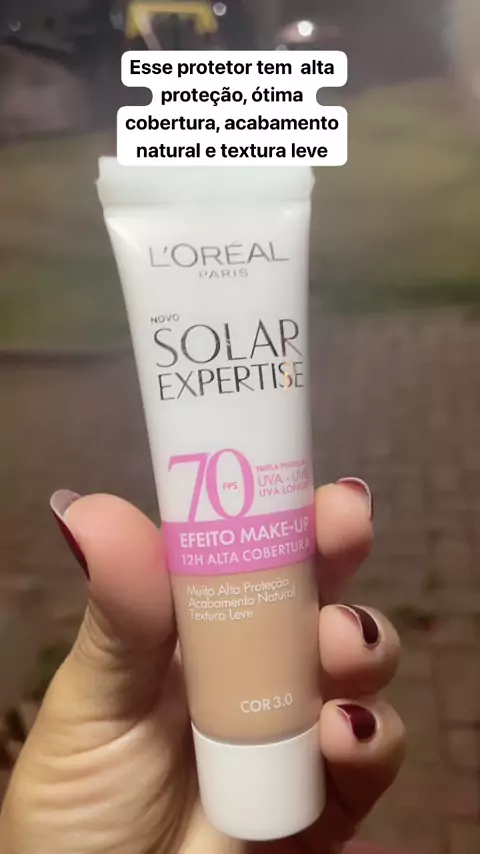 Esse protetor tem alta
proteção, ótima
cobertura, acabamento
natural e textura leve
L'ORÉAL
PARIS
NOVO
SOLAR
EXPERTISE
70
FPS
TRIPLA PROTEÇÃO
UVA - UVB
UVA LONGO
EFEITO MAKE-UP
12H ALTA COBERTURA
Muito Alta Proteção
Acabamento Natural
Textura Leve
COR 3.0